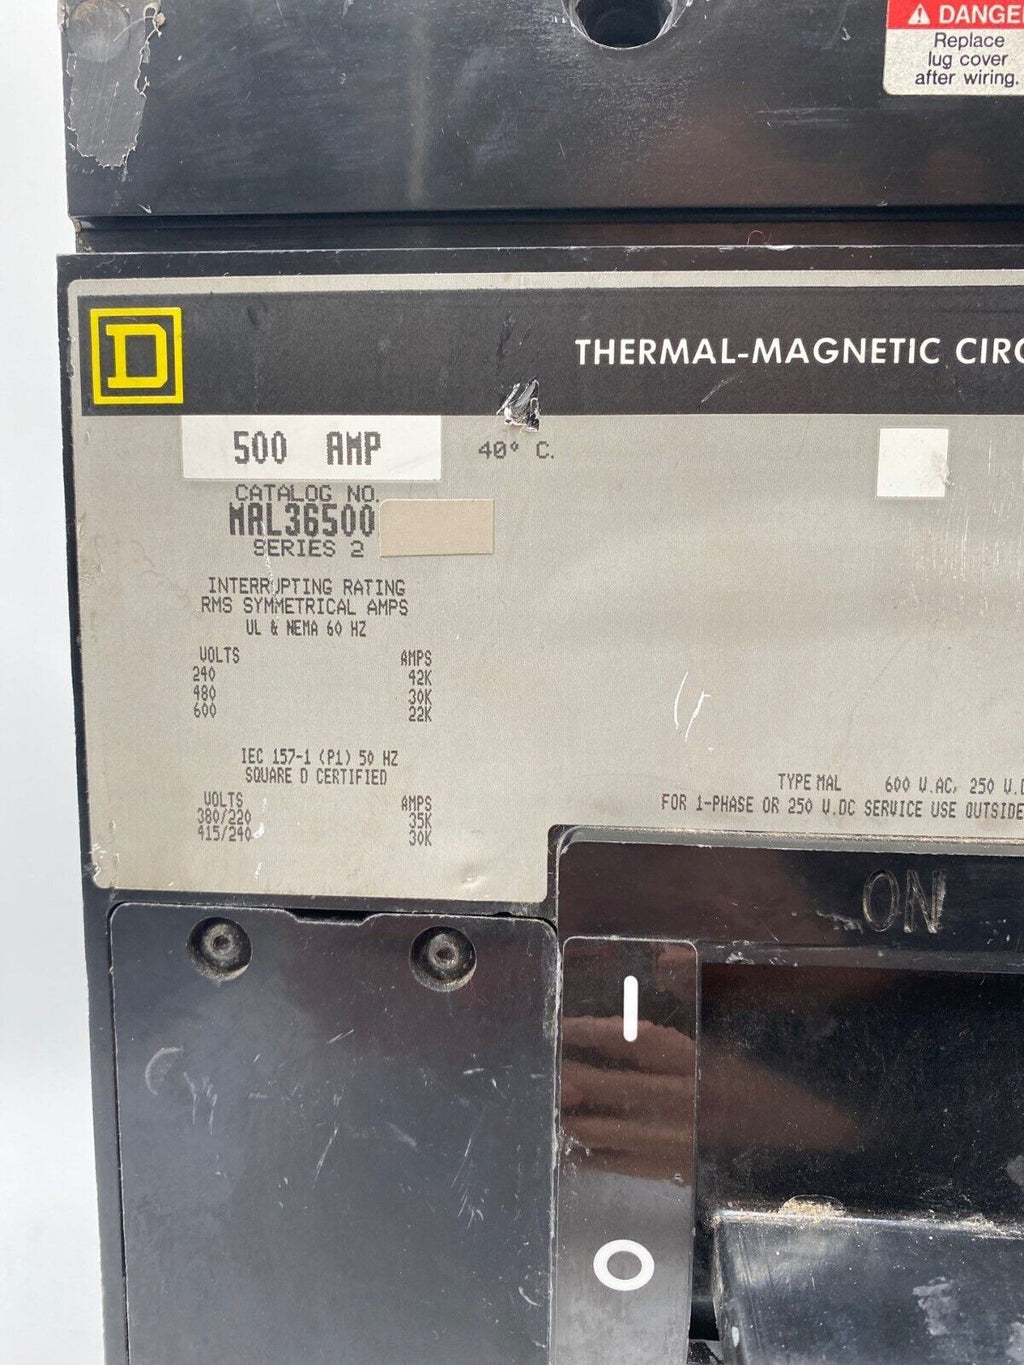 DANGE
Replace
lug cover
after wiring.
D
THERMAL-MAGNETIC CIRC
500 AMP
40° C.
CATALOG NO.
MAL36500
SERIES 2
INTERRUPTING RATING
RMS SYMMETRICAL AMPS
UL & NEMA 60 HZ
VOLTS AMPS
240 42K
480 30K
600 22K
IEC 157-1 (P1) 50 HZ
SQUARE D CERTIFIED
VOLTS AMPS
380/220 35K
415/240 30K
TYPE MAL 600 V.AC, 250 V.D
FOR 1-PHASE OR 250 V.DC SERVICE USE OUTSIDE
ON
I
O